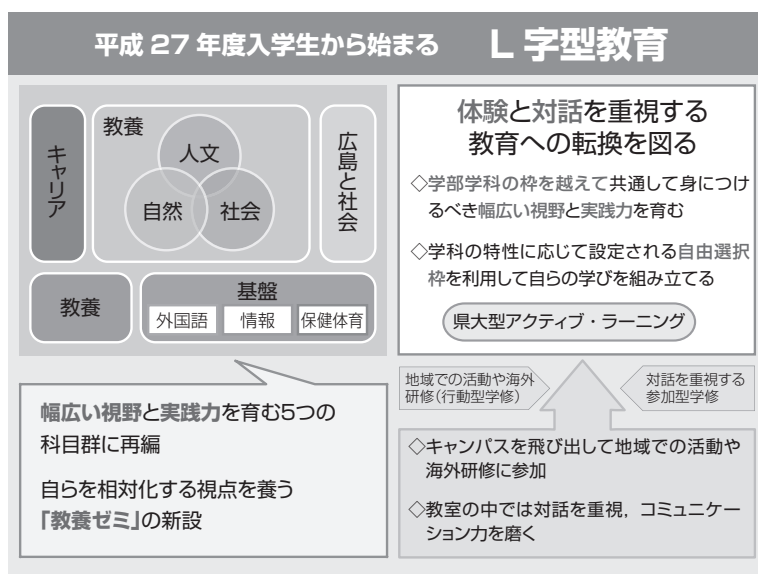 平成 27 年度入学生から始まる L 字型教育
キャリア
教養
人文
自然
社会
広島と社会
教養
基盤
外国語
情報
保健体育
幅広い視野と実践力を育む5つの
科目群に再編
自らを相対化する視点を養う
「教養ゼミ」の新設
体験と対話を重視する
教育への転換を図る
◇学部学科の枠を越えて共通して身につけ
るべき幅広い視野と実践力を育む
◇学科の特性に応じて設定される自由選択
枠を利用して自らの学びを組み立てる
県大型アクティブ・ラーニング
地域での活動や海外
研修(行動型学修)
対話を重視する
参加型学修
◇キャンパスを飛び出して地域での活動や
海外研修に参加
◇教室の中では対話を重視，コミュニケー
ション力を磨く